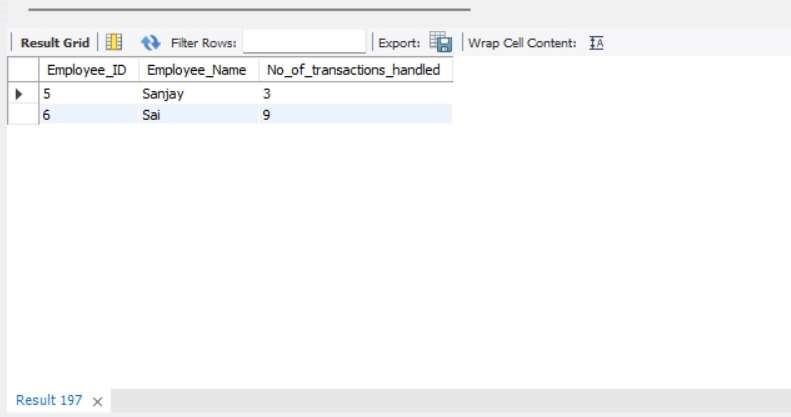 Result Grid Filter Rows: Export: Wrap Cell Content: IA
Employee_ID Employee_Name No_of_transactions_handled
5 Sanjay 3
6 Sai 9
Result 197 ×